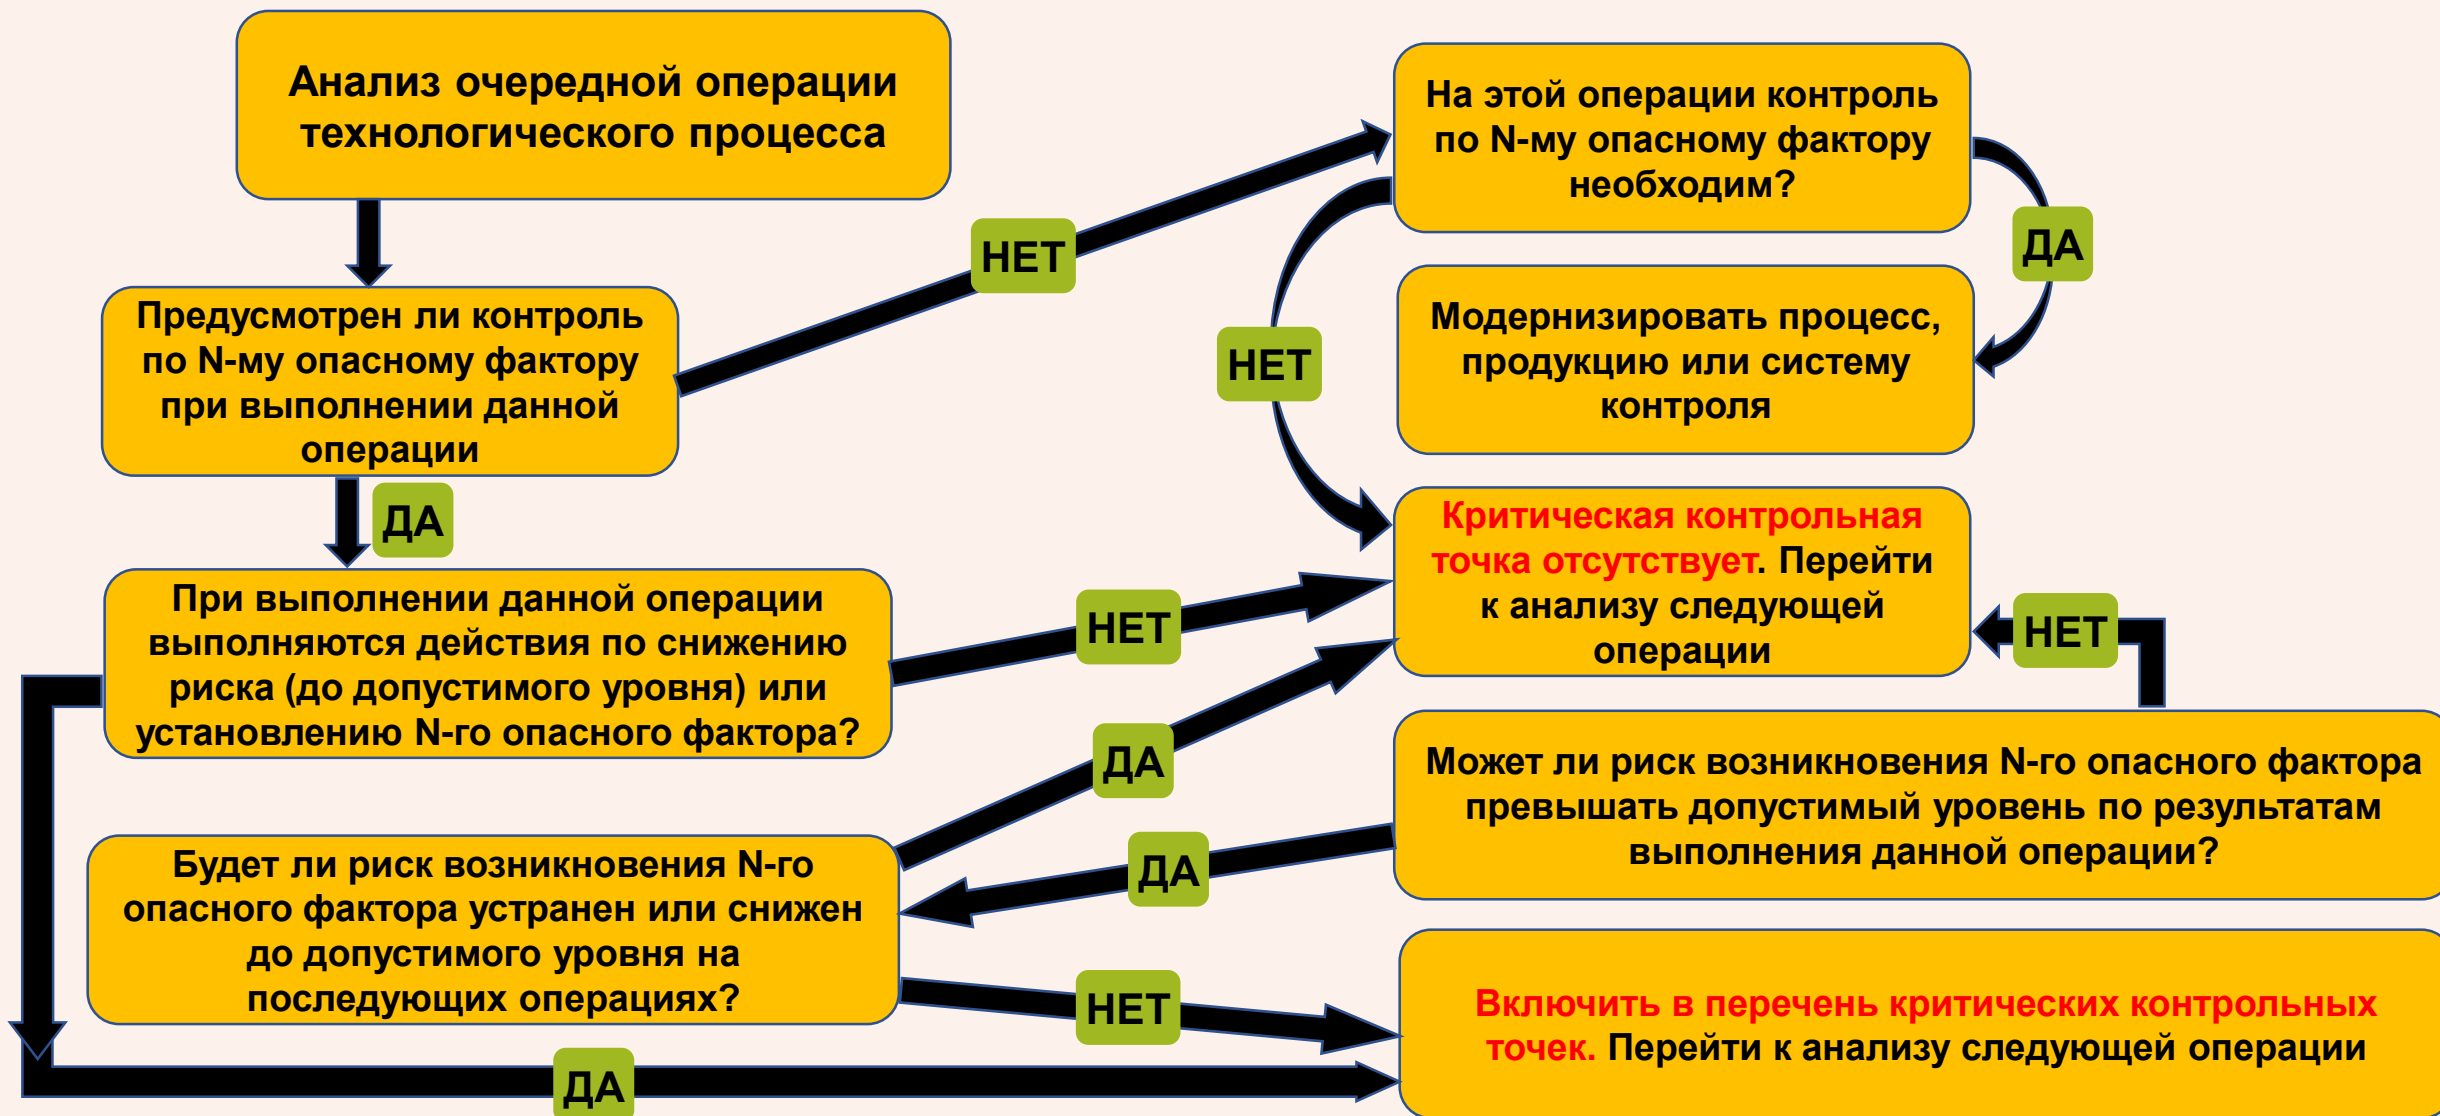 Анализ очередной операции
технологического процесса
На этой операции контроль
по N-му опасному фактору
необходим?
НЕТ
ДА
Предусмотрен ли контроль
по N-му опасному фактору
при выполнении данной
операции
Модернизировать процесс,
продукцию или систему
контроля
НЕТ
ДА
Критическая контрольная
точка отсутствует. Перейти
к анализу следующей
операции
При выполнении данной операции
выполняются действия по снижению
риска (до допустимого уровня) или
установлению N-го опасного фактора?
НЕТ
НЕТ
ДА
Может ли риск возникновения N-го опасного фактора
превышать допустимый уровень по результатам
выполнения данной операции?
Будет ли риск возникновения N-го
опасного фактора устранен или снижен
до допустимого уровня на
последующих операциях?
ДА
НЕТ
Включить в перечень критических контрольных
точек. Перейти к анализу следующей операции
ДА